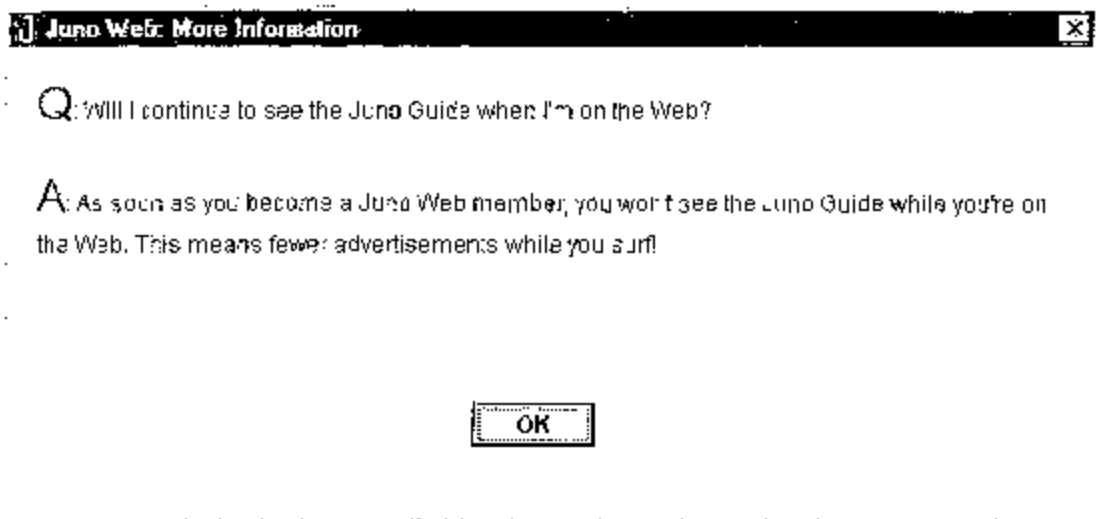 Juno Web: More Information
Q: Will I continue to see the Juno Guide when I'm on the Web?
A: As soon as you become a Juno Web member, you won't see the Juno Guide while you're on
the Web. This means fewer advertisements while you surf!
OK